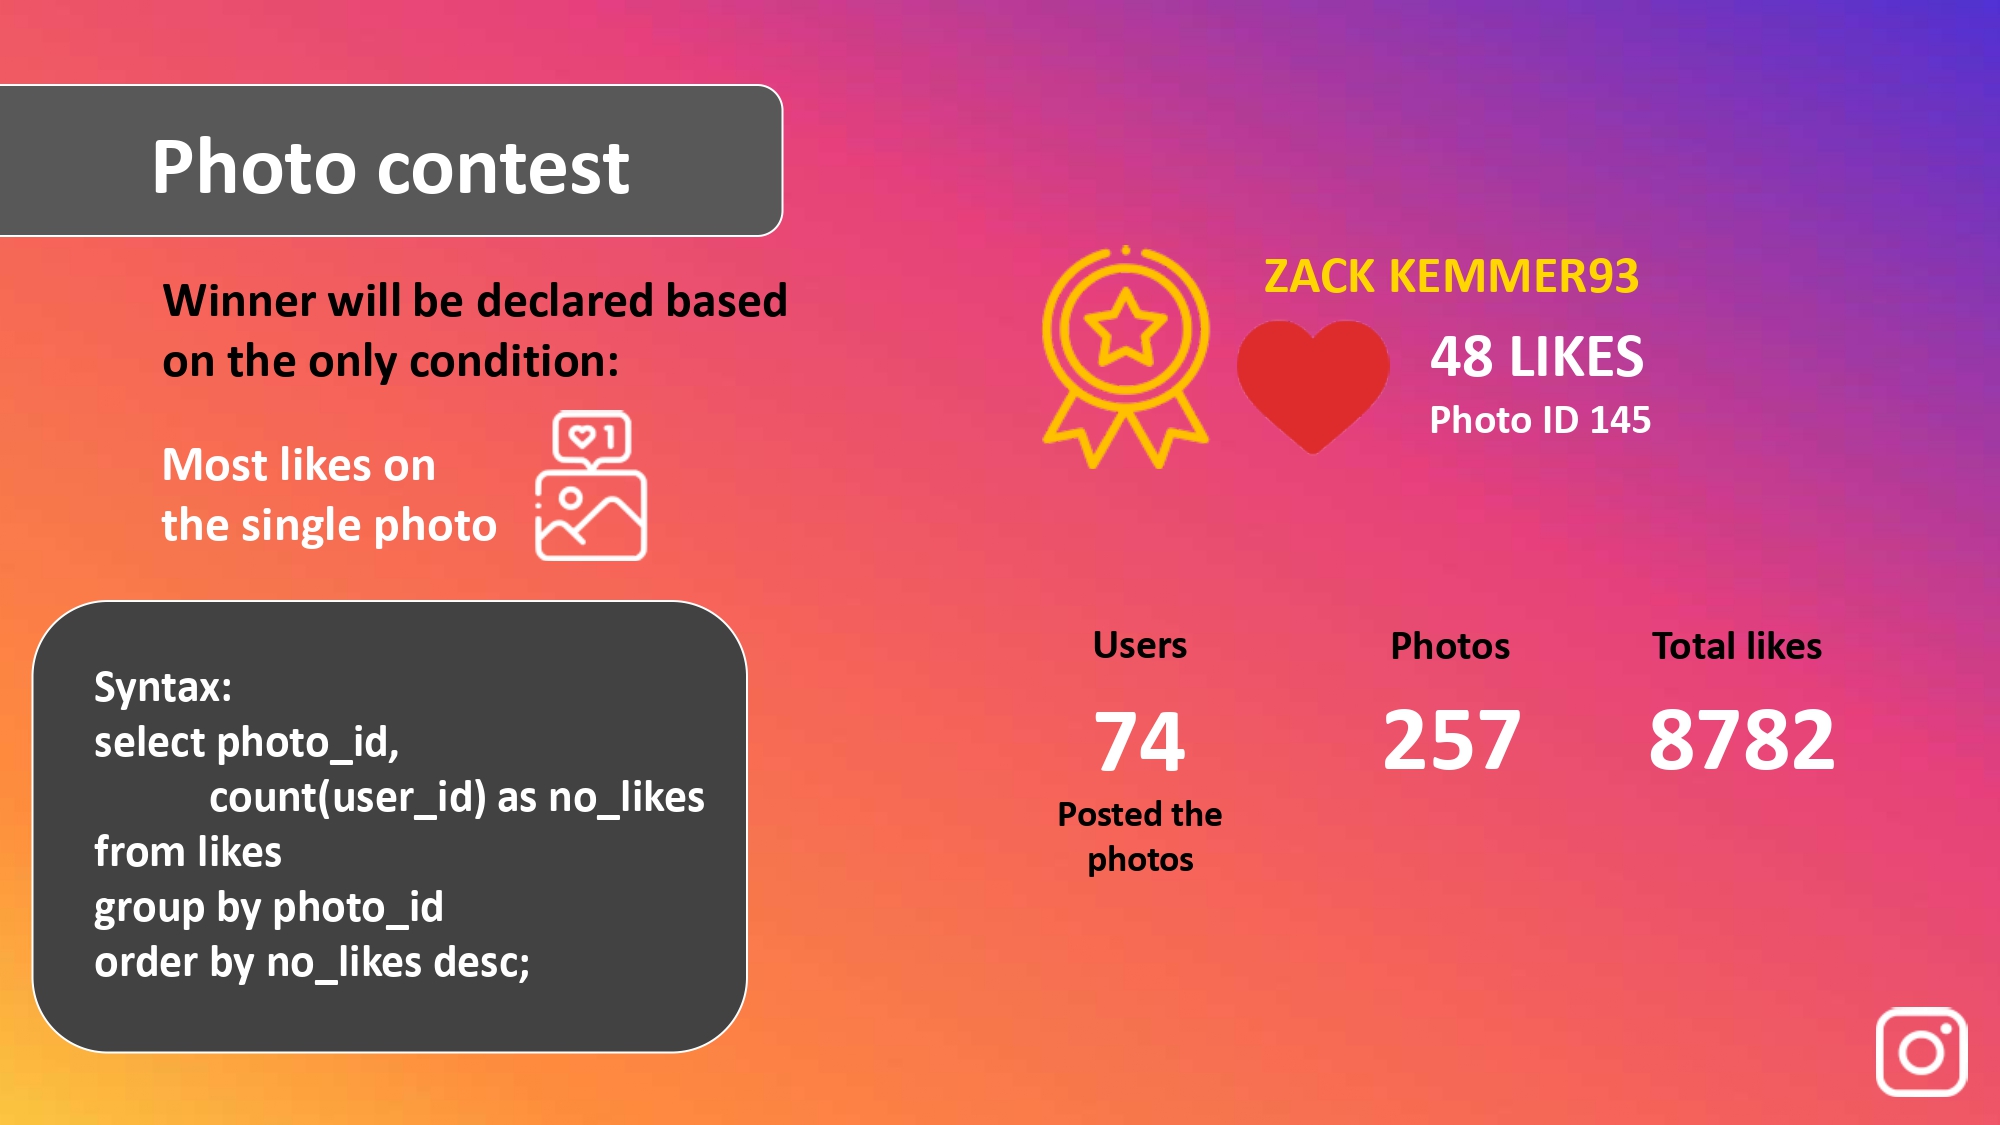 Photo contest
Winner will be declared based
on the only condition:
Most likes on
the single photo
1
Syntax:
select photo_id,
count(user_id) as no_likes
from likes
group by photo_id
order by no_likes desc;
ZACK KEMMER93
48 LIKES
Photo ID 145
Users
74
Posted the
photos
Photos
257
Total likes
8782